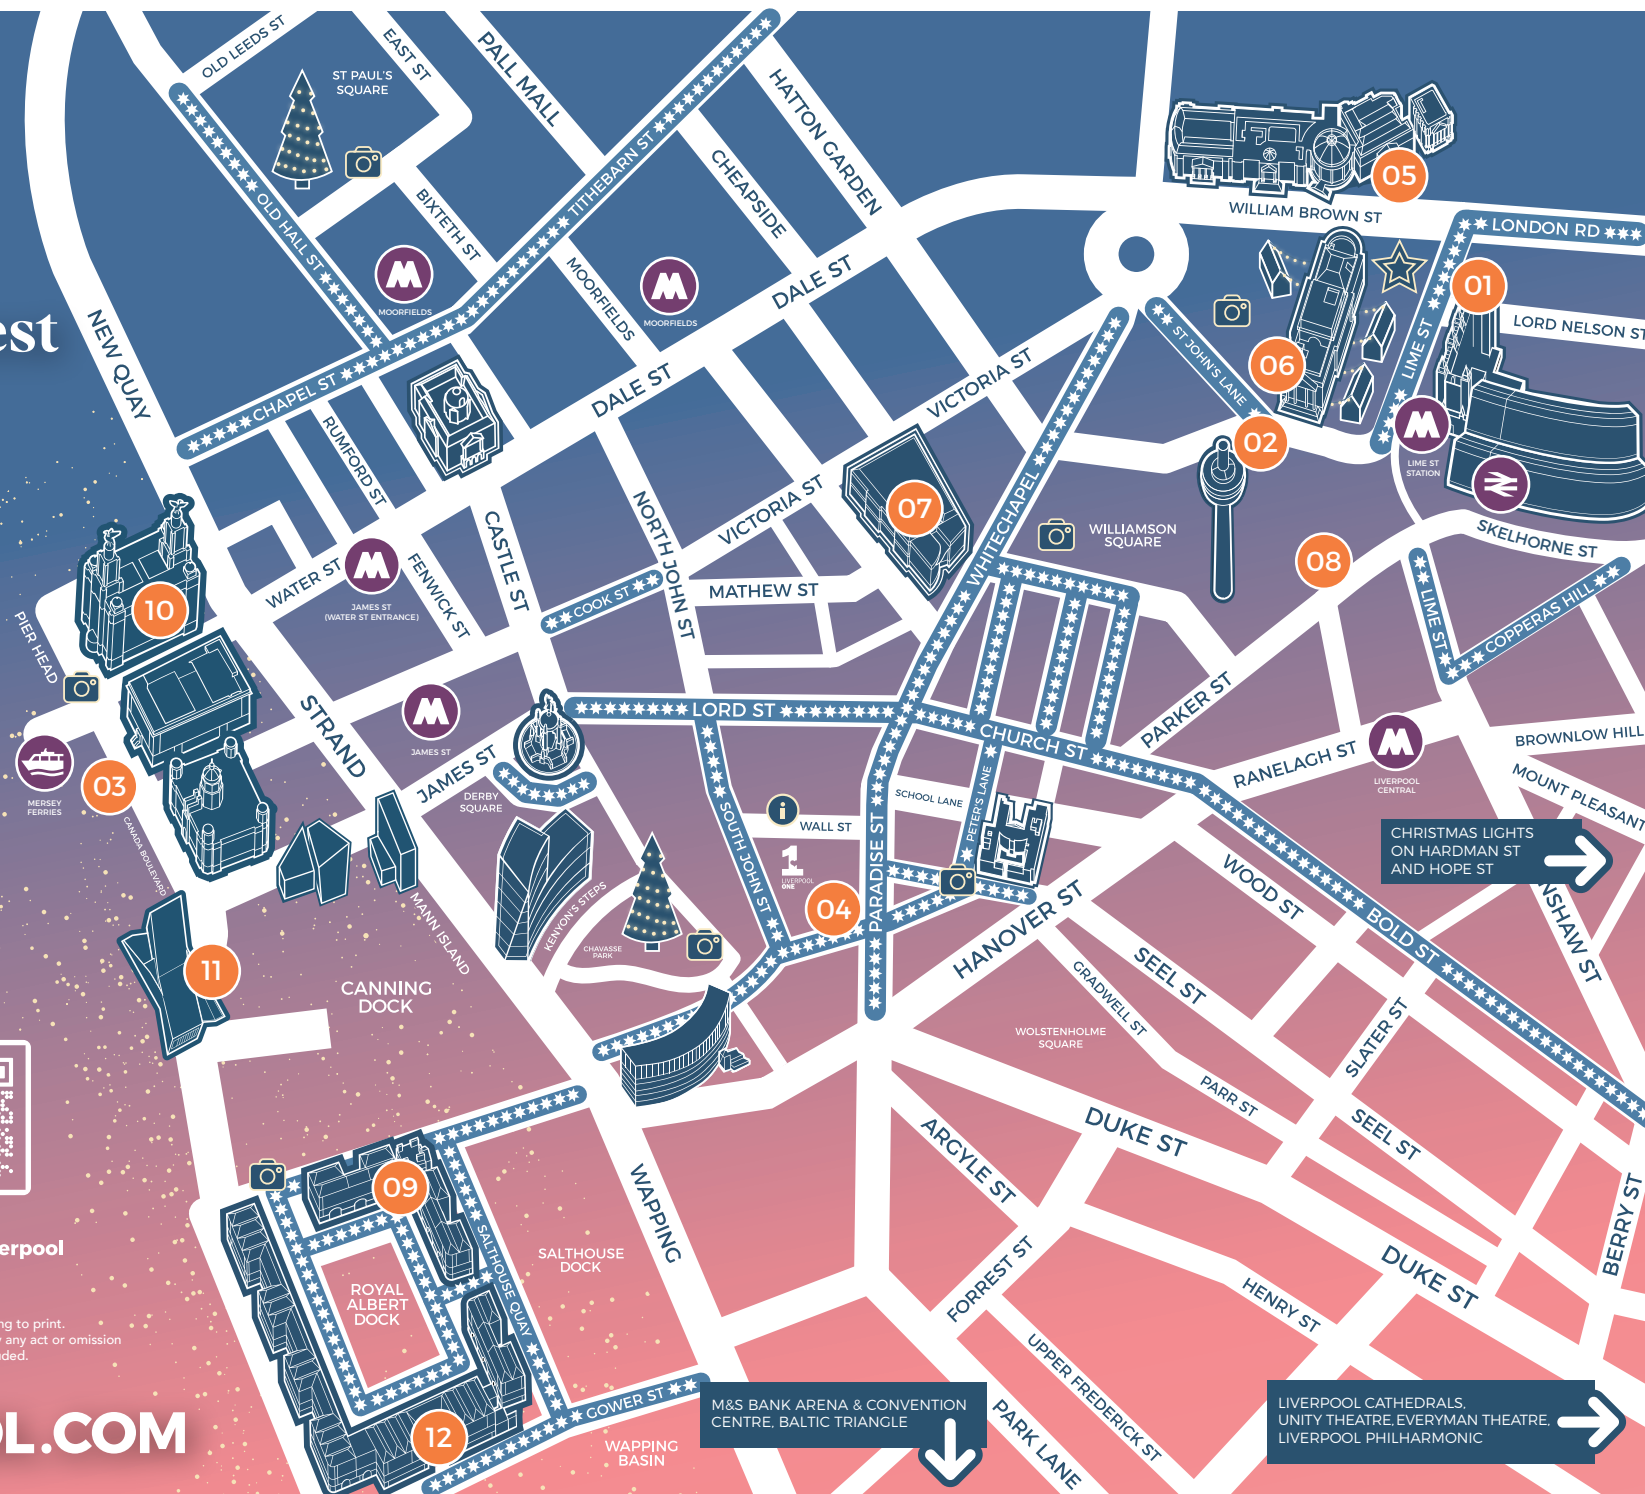 OLD LEEDS ST
EAST ST
PALL MALL
ST PAUL'S
SQUARE
HATTON GARDEN
TITHEBARN ST
CHEAPSIDE
OLD HALL ST
BIXTETH ST
MOORFIELDS
MOORFIELDS
MOORFIELDS
DALE ST
05
WILLIAM BROWN ST
LONDON RD
01
LORD NELSON ST
LIME ST
ST JOHN'S LANE
06
02
LIME ST
STATION
est
NEW QUAY
CHAPEL ST
RUMFORD ST
DALE ST
VICTORIA ST
VICTORIA ST
07
WHITECHAPEL
WILLIAMSON
SQUARE
08
SKELHORNE ST
LIME ST
COPPERAS HILL
NORTH JOHN ST
CASTLE ST
WATER ST
FENWICK ST
JAMES ST
(WATER ST ENTRANCE)
COOK ST
MATHEW ST
10
PIER HEAD
STRAND
JAMES ST
JAMES ST
LORD ST
CHURCH ST
PARKER ST
RANELAGH ST
LIVERPOOL
CENTRAL
BROWNLOW HILL
MOUNT PLEASANT
MERSEY
FERRIES
03
CANADA BOULEVARD
DERBY
SQUARE
SCHOOL LANE
PETER'S LANE
i
WALL ST
1
LIVERPOOL
ONE
SOUTH JOHN ST
PARADISE ST
04
CHRISTMAS LIGHTS
ON HARDMAN ST
AND HOPE ST
NSHAW ST
WOOD ST
BOLD ST
HANOVER ST
SEEL ST
GRADWELL ST
WOLSTENHOLME
SQUARE
SLATER ST
PARR ST
SEEL ST
KENYON'S STEPS
CHAVASSE
PARK
MANN ISLAND
11
CANNING
DOCK
DUKE ST
ARGYLE ST
WAPPING
09
SALTHOUSE QUAY
SALTHOUSE
DOCK
ROYAL
ALBERT
DOCK
FORREST ST
HENRY ST
DUKE ST
BERRY ST
UPPER FREDERICK ST
PARK LANE
erpool
ng to print.
y any act or omission
uded.
OL.COM
12
GOWER ST
WAPPING
BASIN
M&S BANK ARENA & CONVENTION
CENTRE, BALTIC TRIANGLE
LIVERPOOL CATHEDRALS,
UNITY THEATRE, EVERYMAN THEATRE,
LIVERPOOL PHILHARMONIC